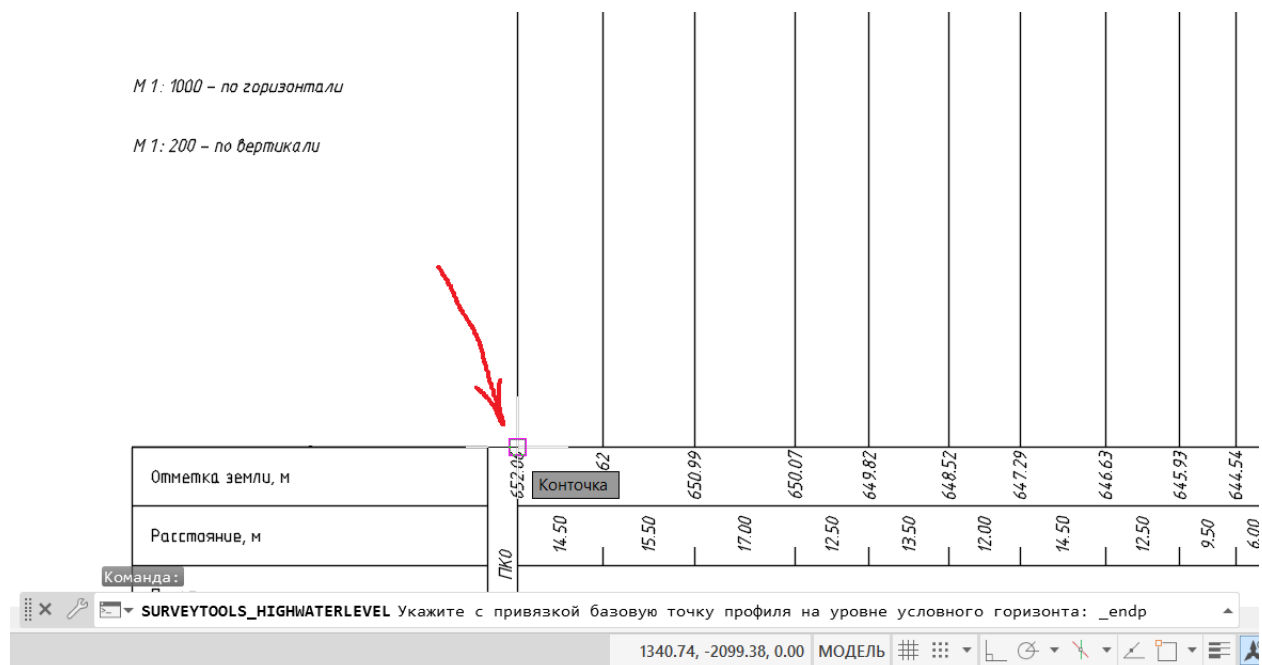 М 1: 1000 – по горизонтали
М 1: 200 – по вертикали
Отметка земли, м
652.06 62 650.99 650.07 649.82 648.52 647.29 646.63 645.93 644.54
Конточка
Расстояние, м
14.50 15.50 17.00 12.50 13.50 12.00 14.50 12.50 9.50 6.00
ПК0
Команда:
SURVEYTOOLS_HIGHWATERLEVEL Укажите с привязкой базовую точку профиля на уровне условного горизонта: _endp
1340.74, -2099.38, 0.00 МОДЕЛЬ